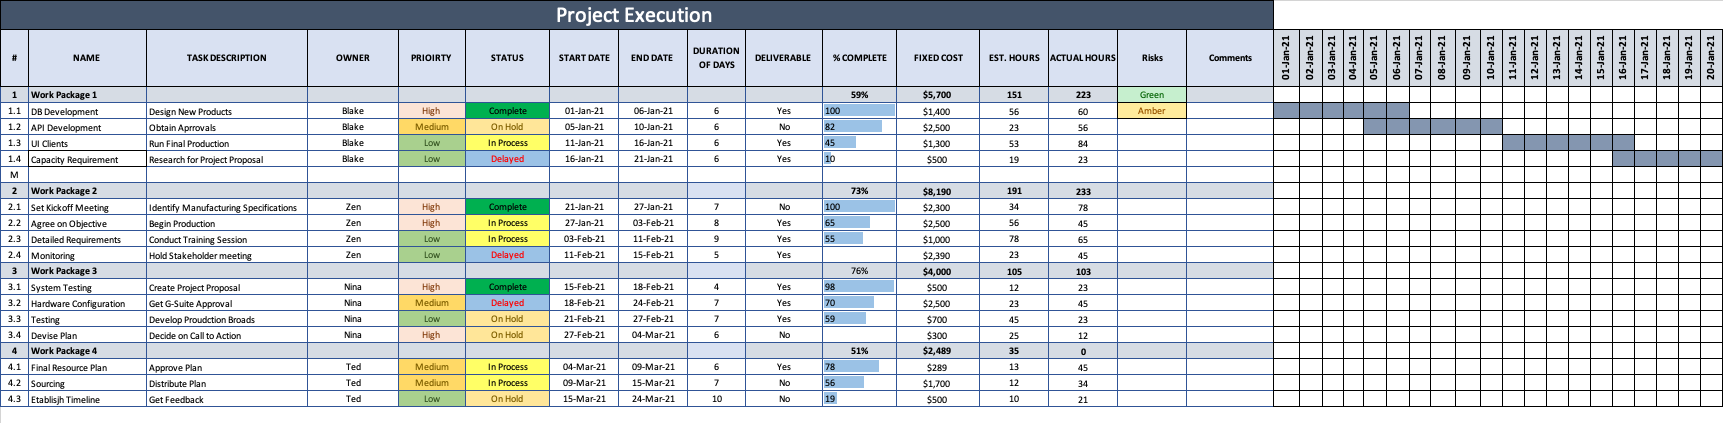 Project Execution
# NAME TASK DESCRIPTION OWNER PRIOIRTY STATUS START DATE END DATE DURATION OF DAYS DELIVERABLE % COMPLETE FIXED COST EST. HOURS ACTUAL HOURS Risks Comments 01-Jan-21 02-Jan-21 03-Jan-21 04-Jan-21 05-Jan-21 06-Jan-21 07-Jan-21 08-Jan-21 09-Jan-21 10-Jan-21 11-Jan-21 12-Jan-21 13-Jan-21 14-Jan-21 15-Jan-21 16-Jan-21 17-Jan-21 18-Jan-21 19-Jan-21 20-Jan-21
1 Work Package 1 59% $5,700 151 223 Green
1.1 DB Development Design New Products Blake High Complete 01-Jan-21 06-Jan-21 6 Yes 100 $1,400 56 60 Amber
1.2 API Development Obtain Aprrovals Blake Medium On Hold 05-Jan-21 10-Jan-21 6 No 82 $2,500 23 56
1.3 UI Clients Run Final Production Blake Low In Process 11-Jan-21 16-Jan-21 6 Yes 45 $1,300 53 84
1.4 Capacity Requirement Research for Project Proposal Blake Low Delayed 16-Jan-21 21-Jan-21 6 Yes 10 $500 19 23
M
2 Work Package 2 73% $8,190 191 233
2.1 Set Kickoff Meeting Identify Manufacturing Specifications Zen High Complete 21-Jan-21 27-Jan-21 7 No 100 $2,300 34 78
2.2 Agree on Objective Begin Production Zen High In Process 27-Jan-21 03-Feb-21 8 Yes 65 $2,500 56 45
2.3 Detailed Requirements Conduct Training Session Zen Low In Process 03-Feb-21 11-Feb-21 9 Yes 55 $1,000 78 65
2.4 Monitoring Hold Stakeholder meeting Zen Low Delayed 11-Feb-21 15-Feb-21 5 Yes $2,390 23 45
3 Work Package 3 76% $4,000 105 103
3.1 System Testing Create Project Proposal Nina High Complete 15-Feb-21 18-Feb-21 4 Yes 98 $500 12 23
3.2 Hardware Configuration Get G-Suite Approval Nina Medium Delayed 18-Feb-21 24-Feb-21 7 Yes 70 $2,500 23 45
3.3 Testing Develop Proudction Broads Nina Low On Hold 21-Feb-21 27-Feb-21 7 Yes 59 $700 45 23
3.4 Devise Plan Decide on Call to Action Nina High On Hold 27-Feb-21 04-Mar-21 6 No $300 25 12
4 Work Package 4 51% $2,489 35 0
4.1 Final Resource Plan Approve Plan Ted Medium In Process 04-Mar-21 09-Mar-21 6 Yes 78 $289 13 45
4.2 Sourcing Distribute Plan Ted Medium In Process 09-Mar-21 15-Mar-21 7 No 56 $1,700 12 34
4.3 Etablisjh Timeline Get Feedback Ted Low On Hold 15-Mar-21 24-Mar-21 10 No 19 $500 10 21